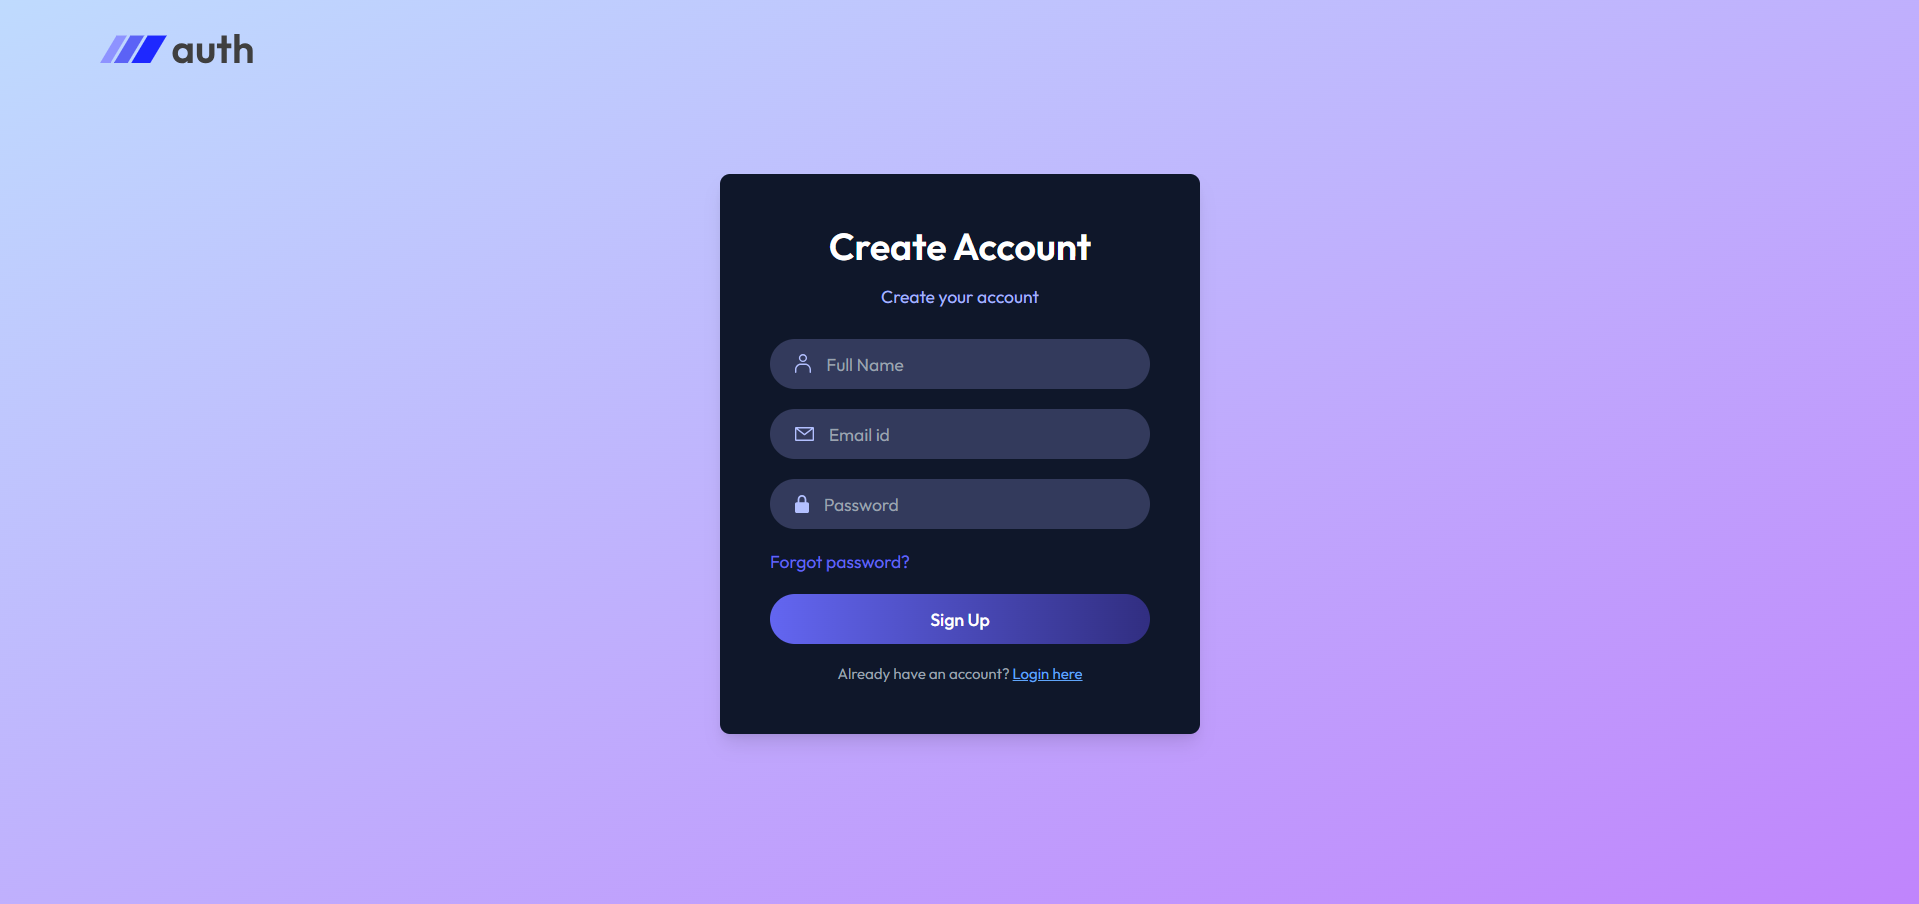 auth
Create Account
Create your account
Full Name
Email id
Password
Forgot password?
Sign Up
Already have an account? Login here